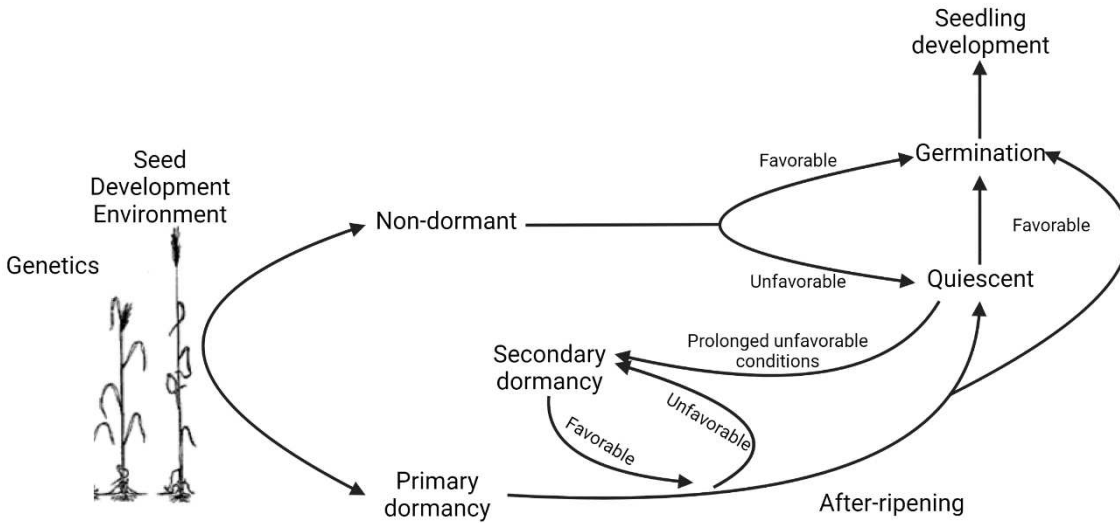 Seedling
development
Favorable
Germination
Seed
Development
Environment
Genetics
Non-dormant
Favorable
Unfavorable
Quiescent
Prolonged unfavorable
conditions
Secondary
dormancy
Unfavorable
Favorable
Primary
dormancy
After-ripening